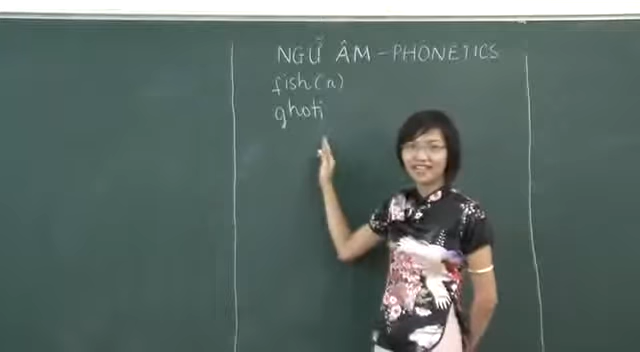 NGỮ ÂM - PHONETICS
fish (n)
ghoti